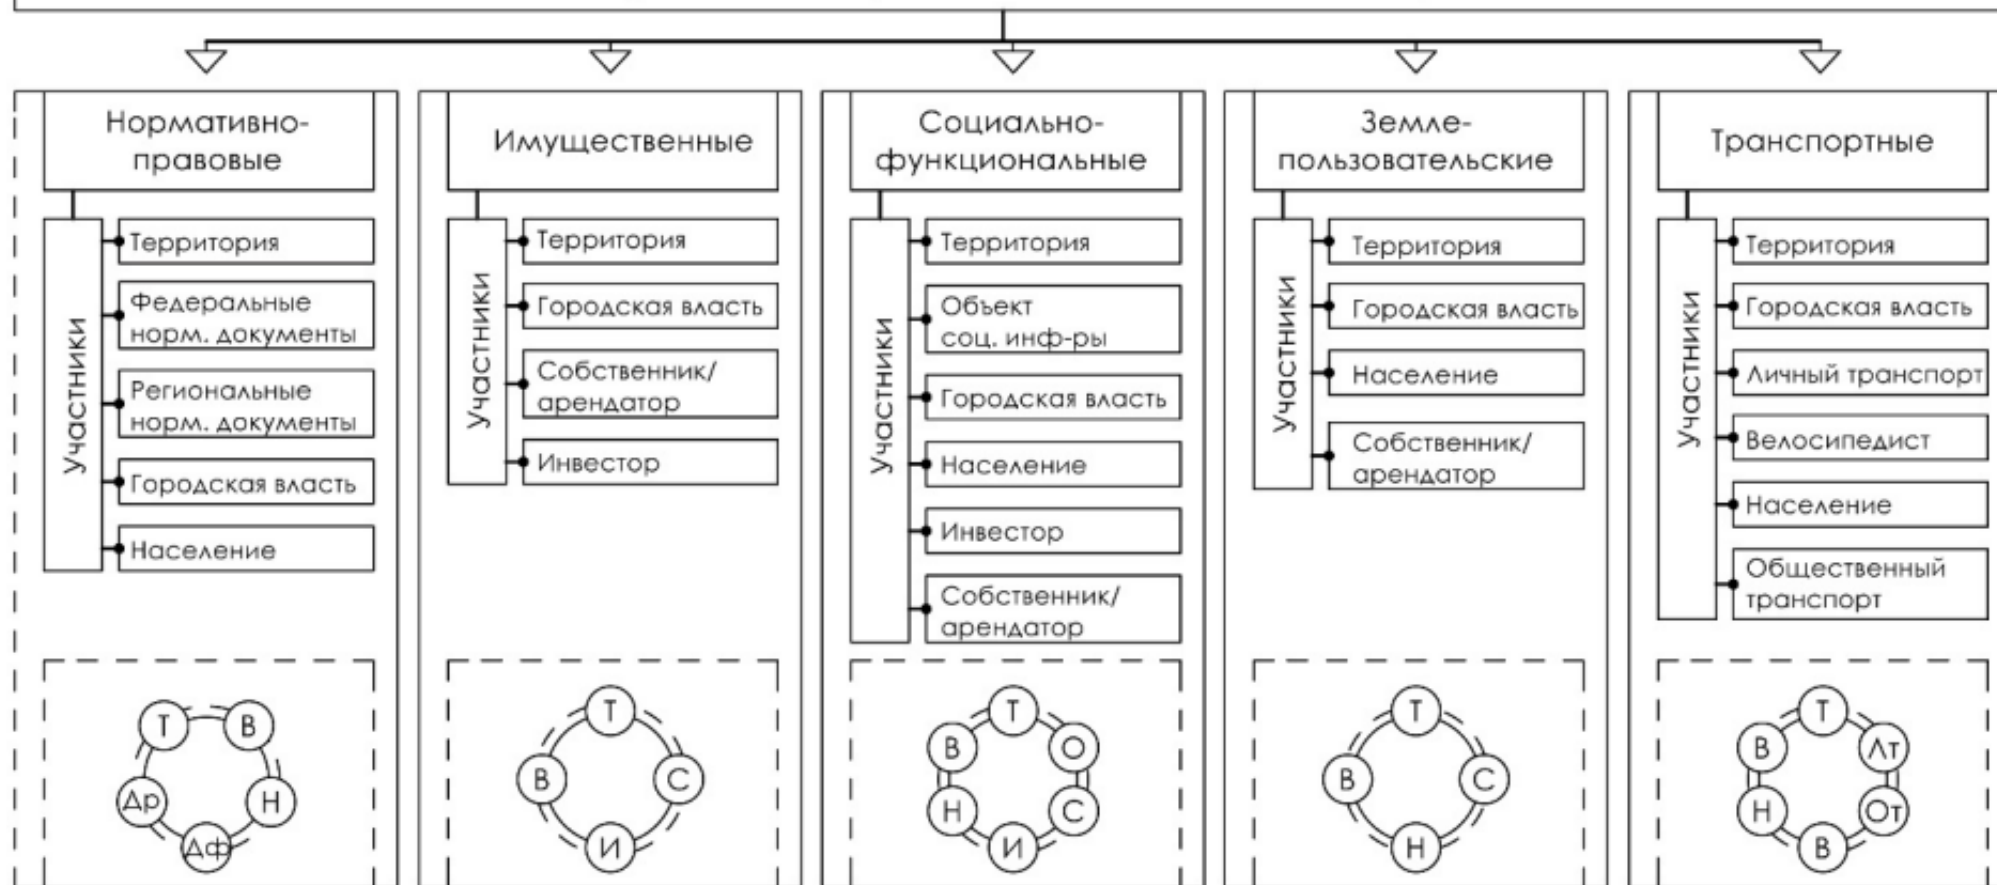 Нормативно-
правовые
Участники
Территория
Федеральные
норм. документы
Региональные
норм. документы
Городская власть
Население
Т
В
Др
Н
Дф
Имущественные
Участники
Территория
Городская власть
Собственник/
арендатор
Инвестор
Т
В
С
И
Социально-
функциональные
Участники
Территория
Объект
соц. инф-ры
Городская власть
Население
Инвестор
Собственник/
арендатор
Т
В
О
Н
С
И
Земле-
пользовательские
Участники
Территория
Городская власть
Население
Собственник/
арендатор
Т
В
С
Н
Транспортные
Участники
Территория
Городская власть
Личный транспорт
Велосипедист
Население
Общественный
транспорт
Т
В
Лт
Н
От
В